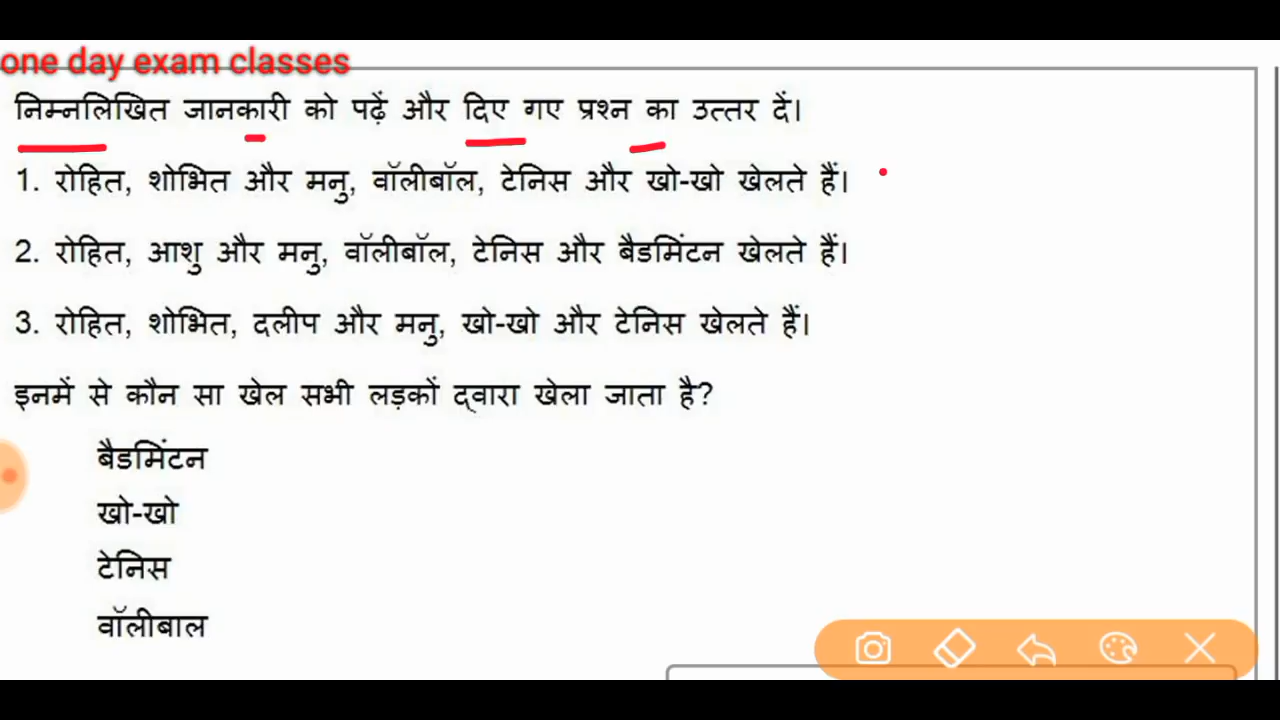 one day exam classes
निम्नलिखित जानकारी को पढ़ें और दिए गए प्रश्न का उत्तर दें।
1. रोहित, शोभित और मनु, वॉलीबॉल, टेनिस और खो-खो खेलते हैं।
2. रोहित, आशु और मनु, वॉलीबॉल, टेनिस और बैडमिंटन खेलते हैं।
3. रोहित, शोभित, दलीप और मनु, खो-खो और टेनिस खेलते हैं।
इनमें से कौन सा खेल सभी लड़कों द्वारा खेला जाता है?
बैडमिंटन
खो-खो
टेनिस
वॉलीबाल